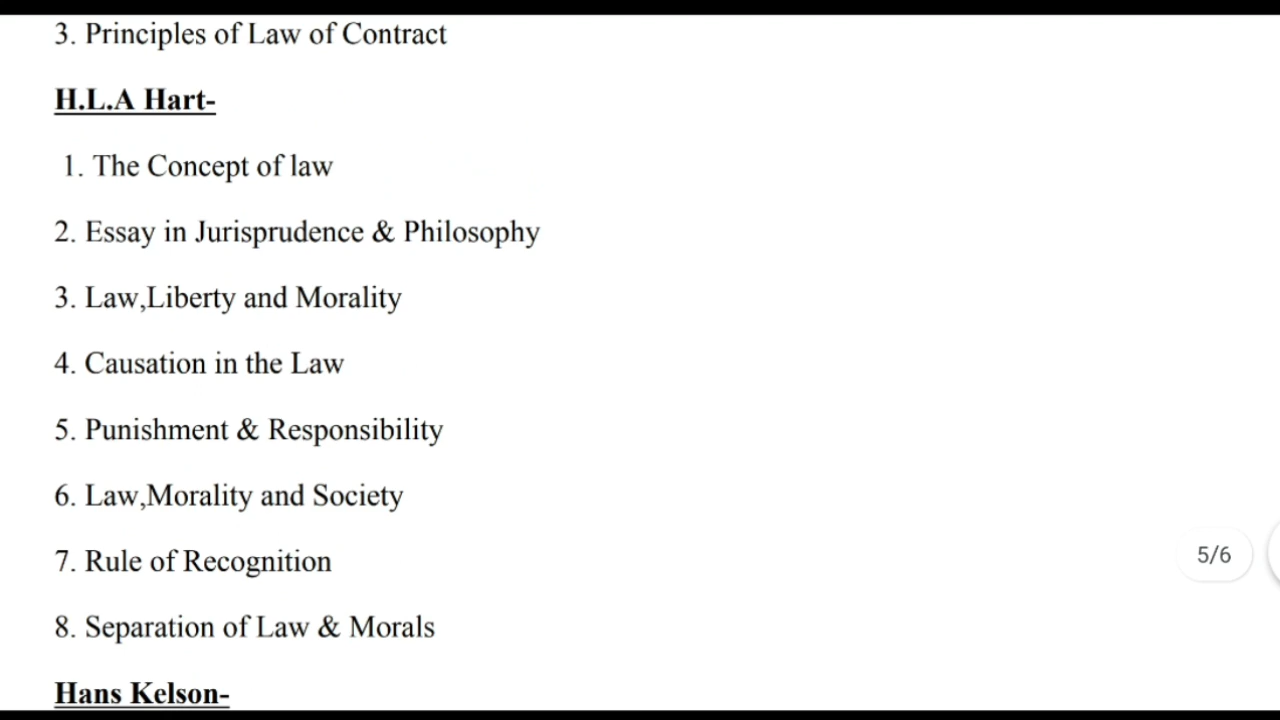 3. Principles of Law of Contract
H.L.A Hart-
1. The Concept of law
2. Essay in Jurisprudence & Philosophy
3. Law,Liberty and Morality
4. Causation in the Law
5. Punishment & Responsibility
6. Law,Morality and Society
7. Rule of Recognition
5/6
8. Separation of Law & Morals
Hans Kelson-